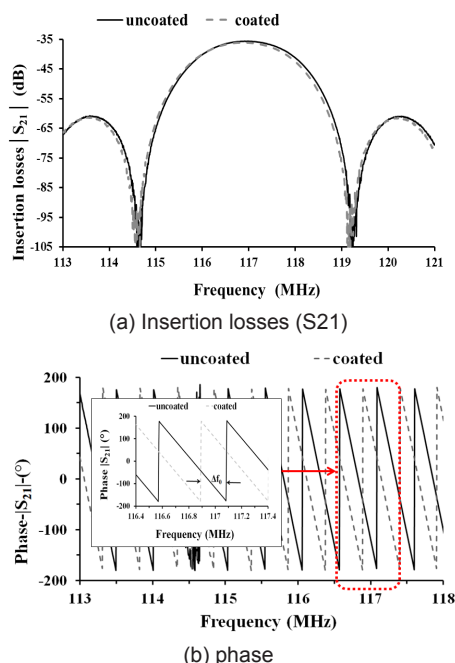 uncoated coated
Insertion losses |S21| (dB)
-35
-45
-55
-65
-75
-85
-95
-105
113 114 115 116 117 118 119 120 121
Frequency (MHz)
(a) Insertion losses (S21)
uncoated coated
Phase-|S21|-(°)
200
100
0
-100
-200
uncoated coated
Phase |S21| (°)
200
100
0
-100
-200
Δf0
116.4 116.6 116.8 117 117.2 117.4
Frequency (MHz)
113 114 115 116 117 118
Frequency (MHz)
(b) phase